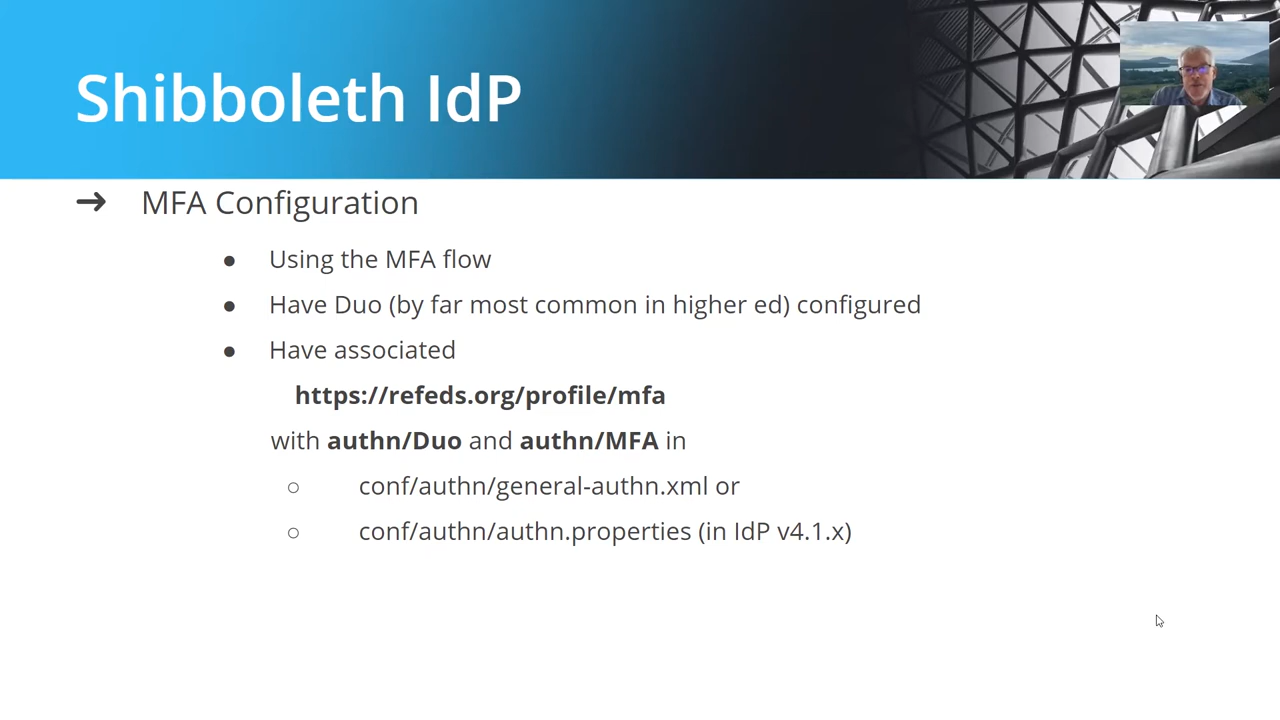 Shibboleth IdP
➔ MFA Configuration
● Using the MFA flow
● Have Duo (by far most common in higher ed) configured
● Have associated
https://refeds.org/profile/mfa
with authn/Duo and authn/MFA in
○ conf/authn/general-authn.xml or
○ conf/authn/authn.properties (in IdP v4.1.x)